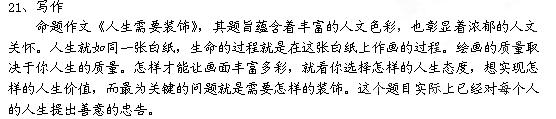 21、写作
命题作文《人生需要装饰》，其题旨蕴含着丰富的人文色彩，也彰显着浓郁的人文
关怀。人生就如同一张白纸，生命的过程就是在这张白纸上作画的过程。绘画的质量取
决于你人生的质量。怎样才能让画面丰富多彩，就看你选择怎样的人生态度，想实现怎
样的人生价值，而最为关键的问题就是需要怎样的装饰。这个题目实际上已经对每个人
的人生提出善意的忠告。